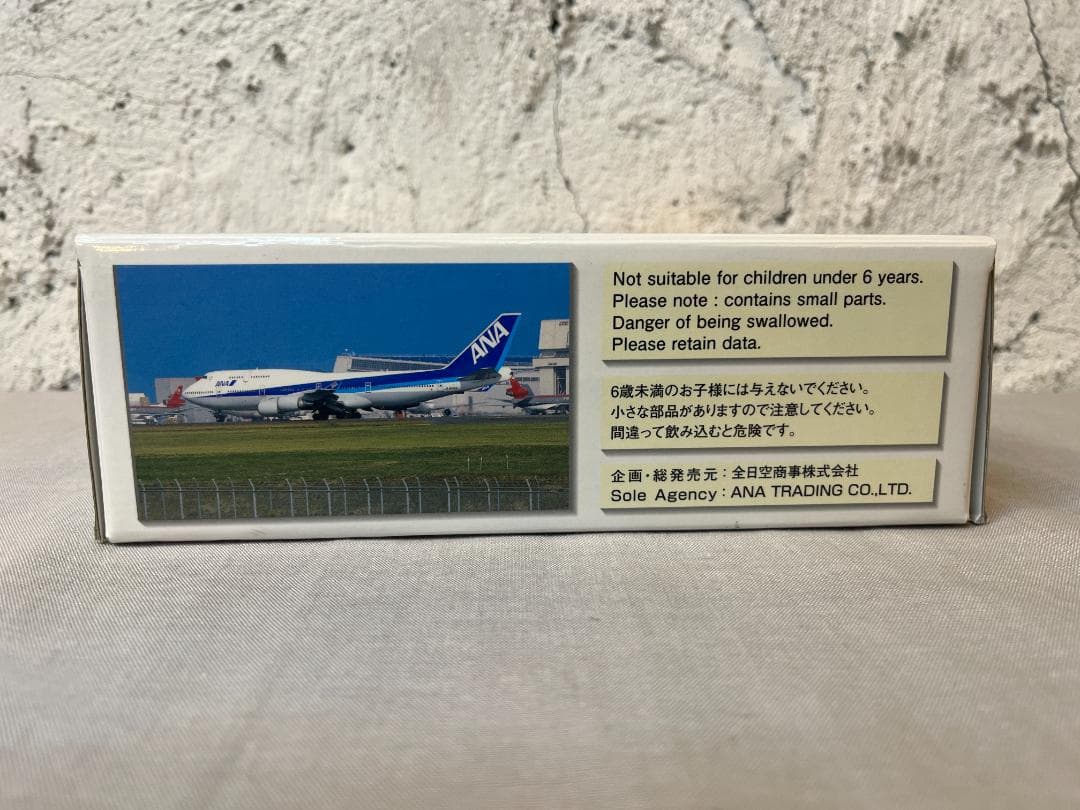 ANA
ANA
Not suitable for children under 6 years.
Please note : contains small parts.
Danger of being swallowed.
Please retain data.
6歳未満のお子様には与えないでください。
小さな部品がありますので注意してください。
間違って飲み込むと危険です。
企画・総発売元：全日空商事株式会社
Sole Agency : ANA TRADING CO.,LTD.